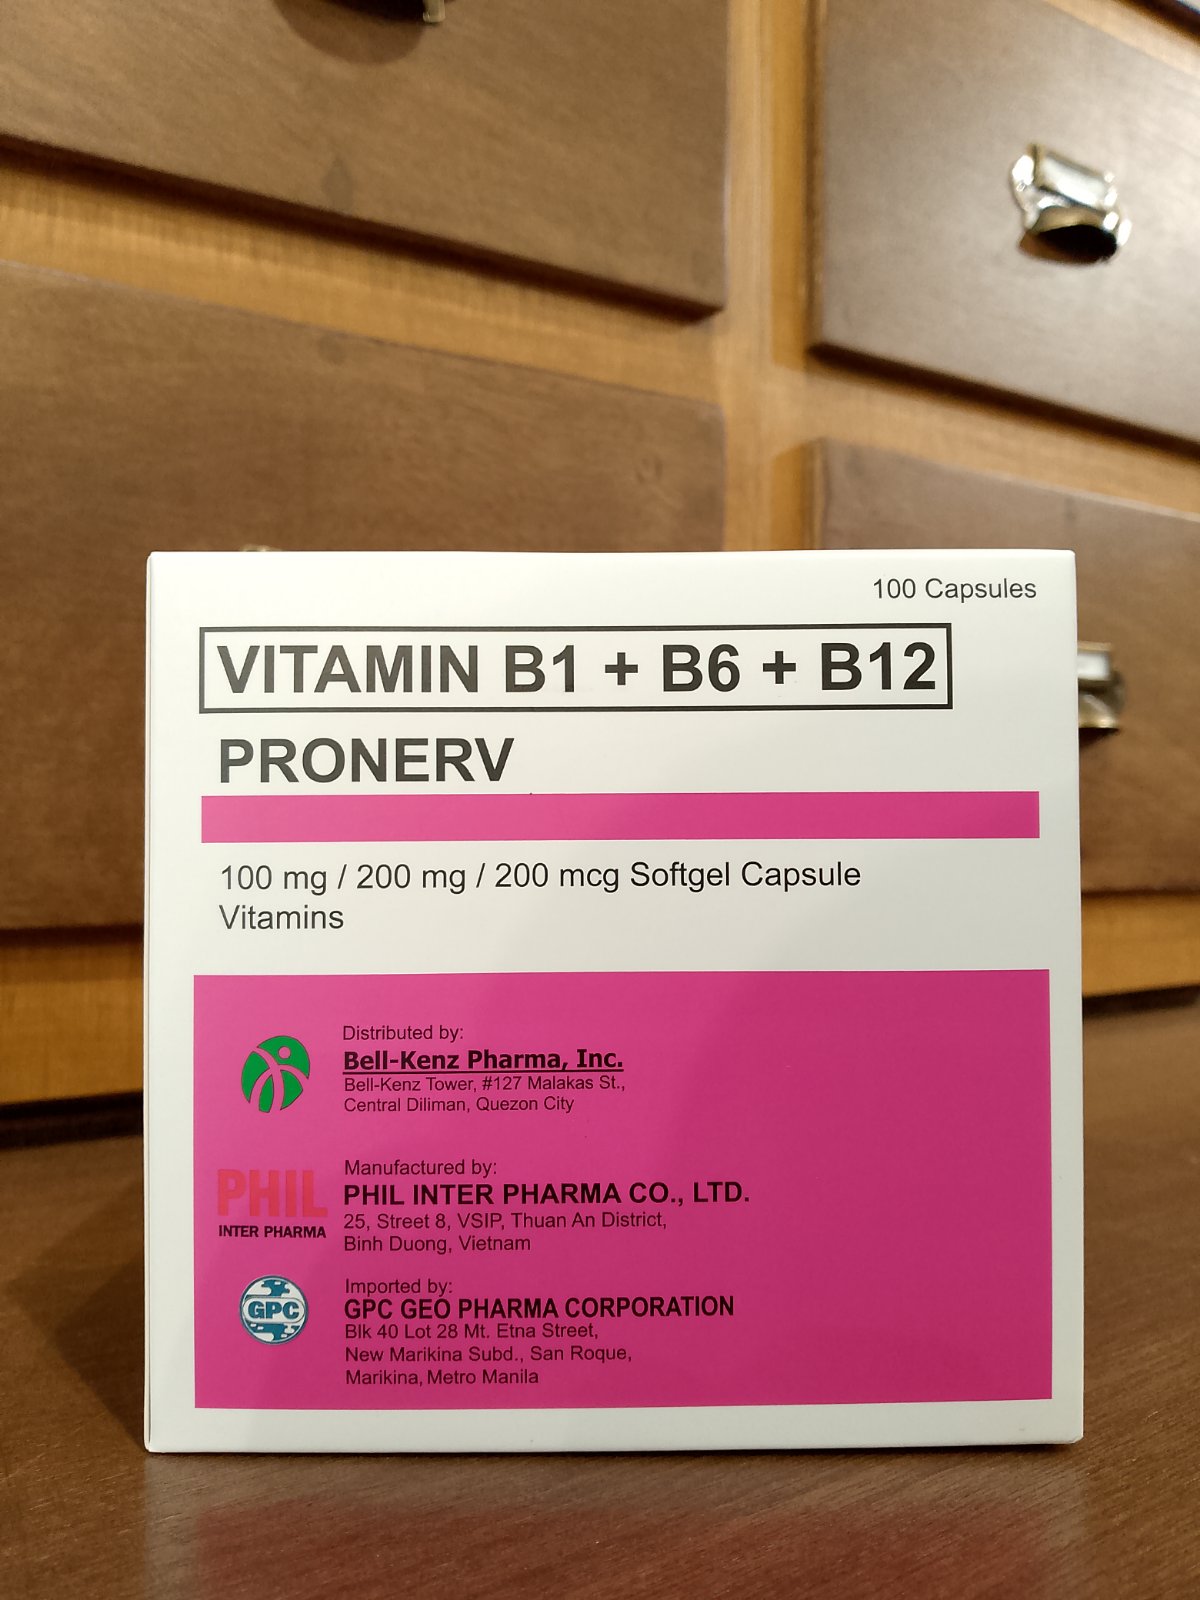 100 Capsules
VITAMIN B1 + B6 + B12
PRONERV
100 mg / 200 mg / 200 mcg Softgel Capsule
Vitamins
Distributed by:
Bell-Kenz Pharma, Inc.
Bell-Kenz Tower, #127 Malakas St.,
Central Diliman, Quezon City
PHIL
INTER PHARMA
Manufactured by:
PHIL INTER PHARMA CO., LTD.
25, Street 8, VSIP, Thuan An District,
Binh Duong, Vietnam
GPC
Imported by:
GPC GEO PHARMA CORPORATION
Blk 40 Lot 28 Mt. Etna Street,
New Marikina Subd., San Roque,
Marikina, Metro Manila